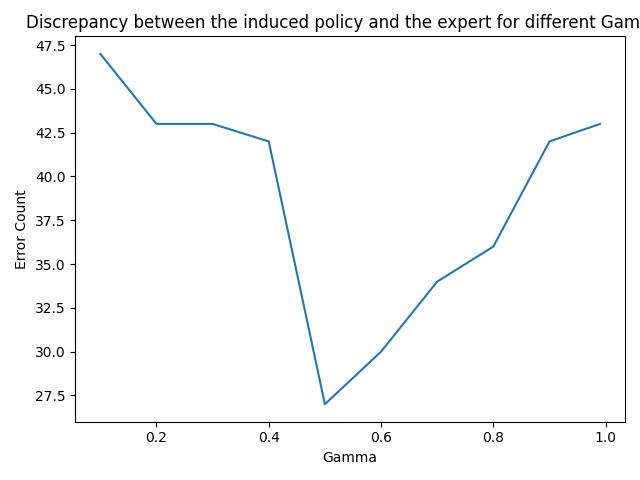 Discrepancy between the induced policy and the expert for different Gam
47.5
45.0
42.5
40.0
37.5
35.0
32.5
30.0
27.5
Error Count
0.2 0.4 0.6 0.8 1.0
Gamma